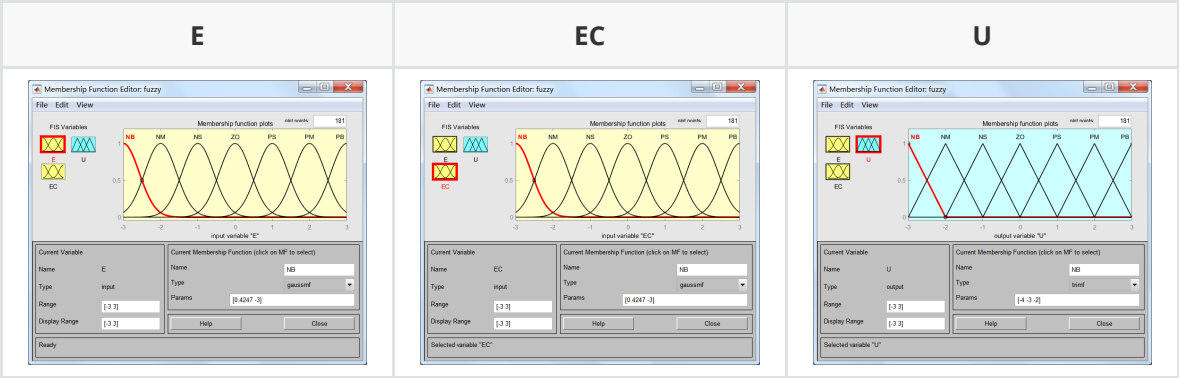 E
EC
U
Membership Function Editor: fuzzy
File Edit View
FIS Variables
Membership function plots
plot points:
181
E
U
EC
NB NM NS ZO PS PM PB
1
0.5
0
-3 -2 -1 0 1 2 3
input variable "E"
Current Variable
Name E
Type input
Range [-3 3]
Display Range [-3 3]
Current Membership Function (click on MF to select)
Name NB
Type gaussmf
Params [0.4247 -3]
Help Close
Ready
Membership Function Editor: fuzzy
File Edit View
FIS Variables
Membership function plots
plot points:
181
E
U
EC
NB NM NS ZO PS PM PB
1
0.5
0
-3 -2 -1 0 1 2 3
input variable "EC"
Current Variable
Name EC
Type input
Range [-3 3]
Display Range [-3 3]
Current Membership Function (click on MF to select)
Name NB
Type gaussmf
Params [0.4247 -3]
Help Close
Selected variable "EC"
Membership Function Editor: fuzzy
File Edit View
FIS Variables
Membership function plots
plot points:
181
E
U
EC
NB NM NS ZO PS PM PB
1
0.5
0
-3 -2 -1 0 1 2 3
output variable "U"
Current Variable
Name U
Type output
Range [-3 3]
Display Range [-3 3]
Current Membership Function (click on MF to select)
Name NB
Type trimf
Params [-4 -3 -2]
Help Close
Selected variable "U"